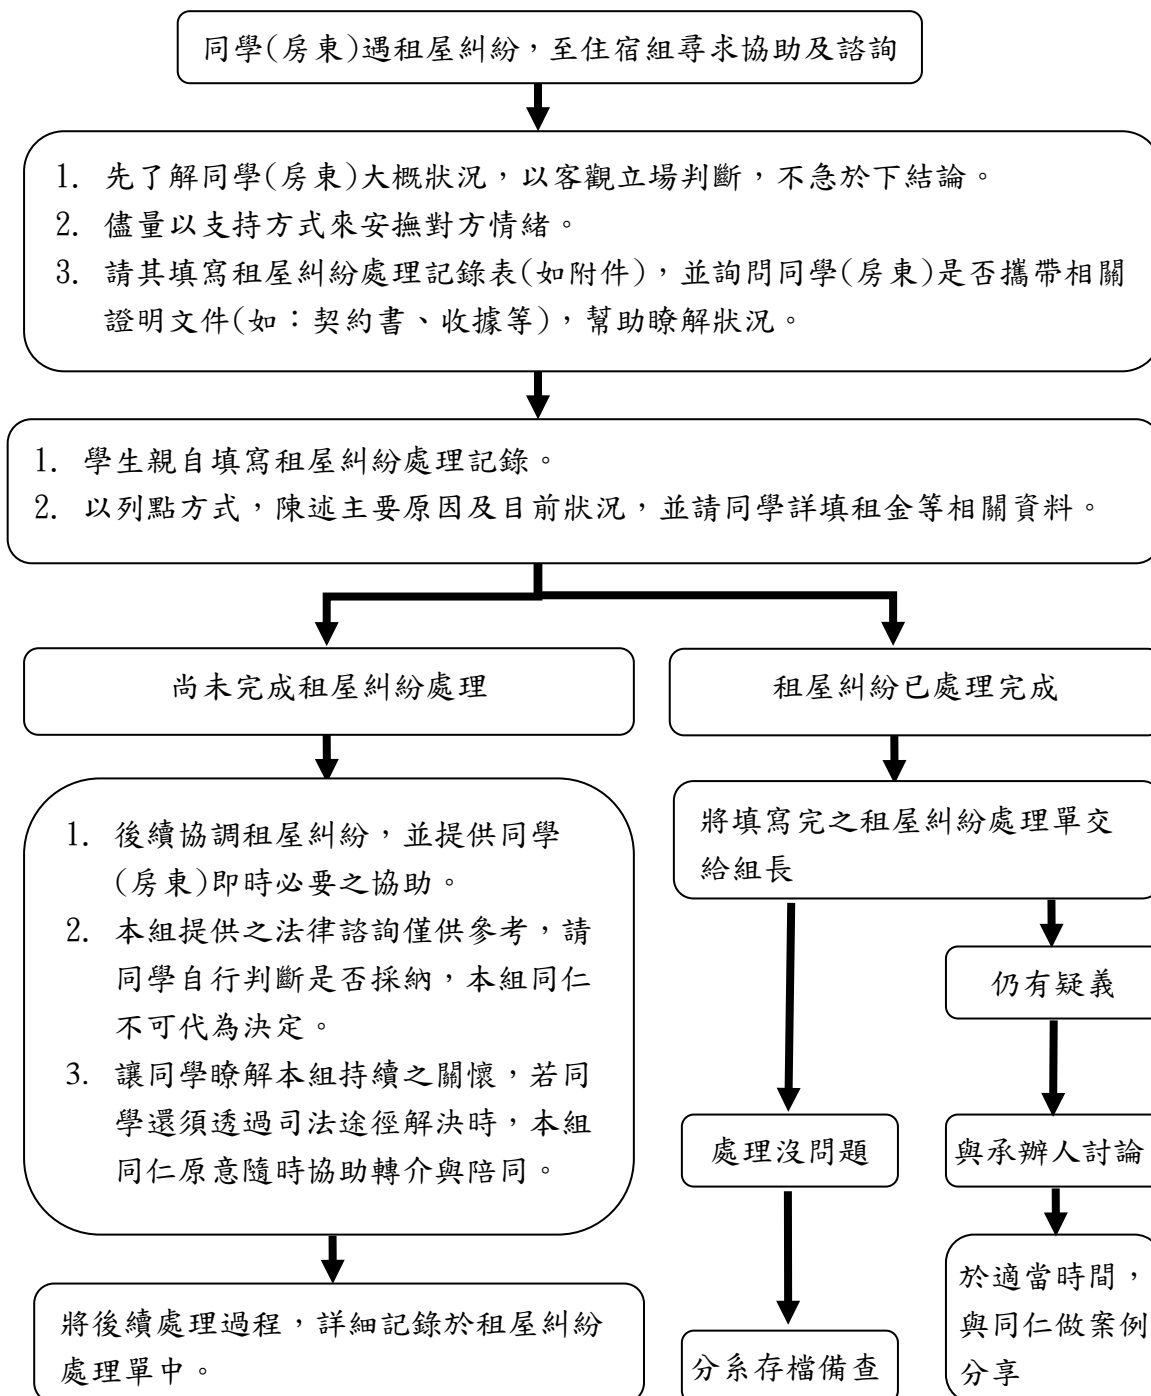 同學(房東)遇租屋糾紛，至住宿組尋求協助及諮詢
1. 先了解同學(房東)大概狀況，以客觀立場判斷，不急於下結論。
2. 儘量以支持方式來安撫對方情緒。
3. 請其填寫租屋糾紛處理記錄表(如附件)，並詢問同學(房東)是否攜帶相關
證明文件(如：契約書、收據等)，幫助瞭解狀況。
1. 學生親自填寫租屋糾紛處理記錄。
2. 以列點方式，陳述主要原因及目前狀況，並請同學詳填租金等相關資料。
尚未完成租屋糾紛處理
1. 後續協調租屋糾紛，並提供同學
(房東)即時必要之協助。
2. 本組提供之法律諮詢僅供參考，請
同學自行判斷是否採納，本組同仁
不可代為決定。
3. 讓同學瞭解本組持續之關懷，若同
學還須透過司法途徑解決時，本組
同仁原意隨時協助轉介與陪同。
將後續處理過程，詳細記錄於租屋糾紛
處理單中。
租屋糾紛已處理完成
將填寫完之租屋糾紛處理單交
給組長
處理沒問題
分系存檔備查
仍有疑義
與承辦人討論
於適當時間，
與同仁做案例
分享